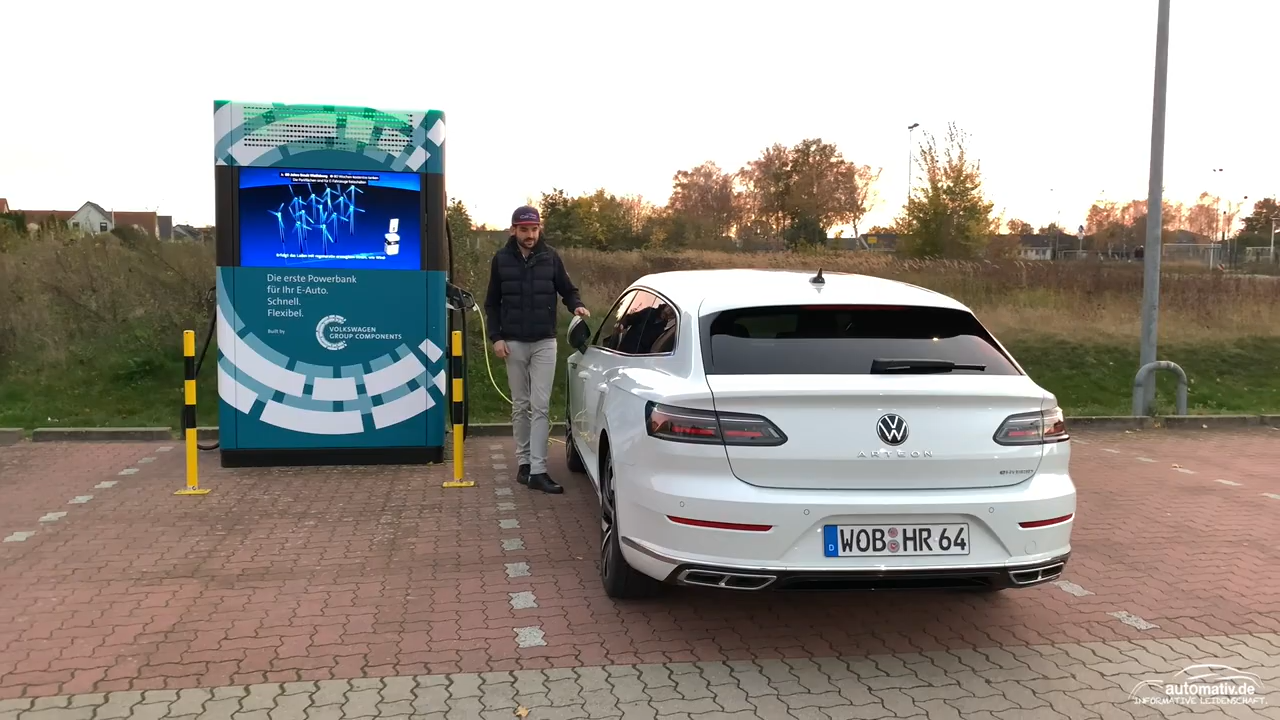 Die erste Powerbank
für Ihr E-Auto.
Schnell.
Flexibel.
Built by
VOLKSWAGEN
GROUP COMPONENTS
ARTEON
eHYBRID
D
WOB HR 64
automativ.de
INFORMATIVE LEIDENSCHAFT.